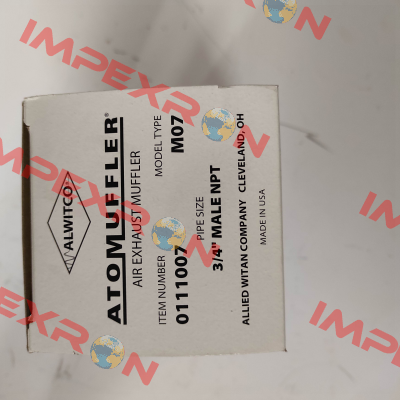 ALWITCO
ATOMUFFLER®
AIR EXHAUST MUFFLER
ITEM NUMBER MODEL TYPE
0111007 M07
PIPE SIZE
3/4" MALE NPT
ALLIED WITAN COMPANY CLEVELAND, OH
MADE IN USA
IMPEXRON
IMPEXRON
IMPEXRON
IMPEXRON